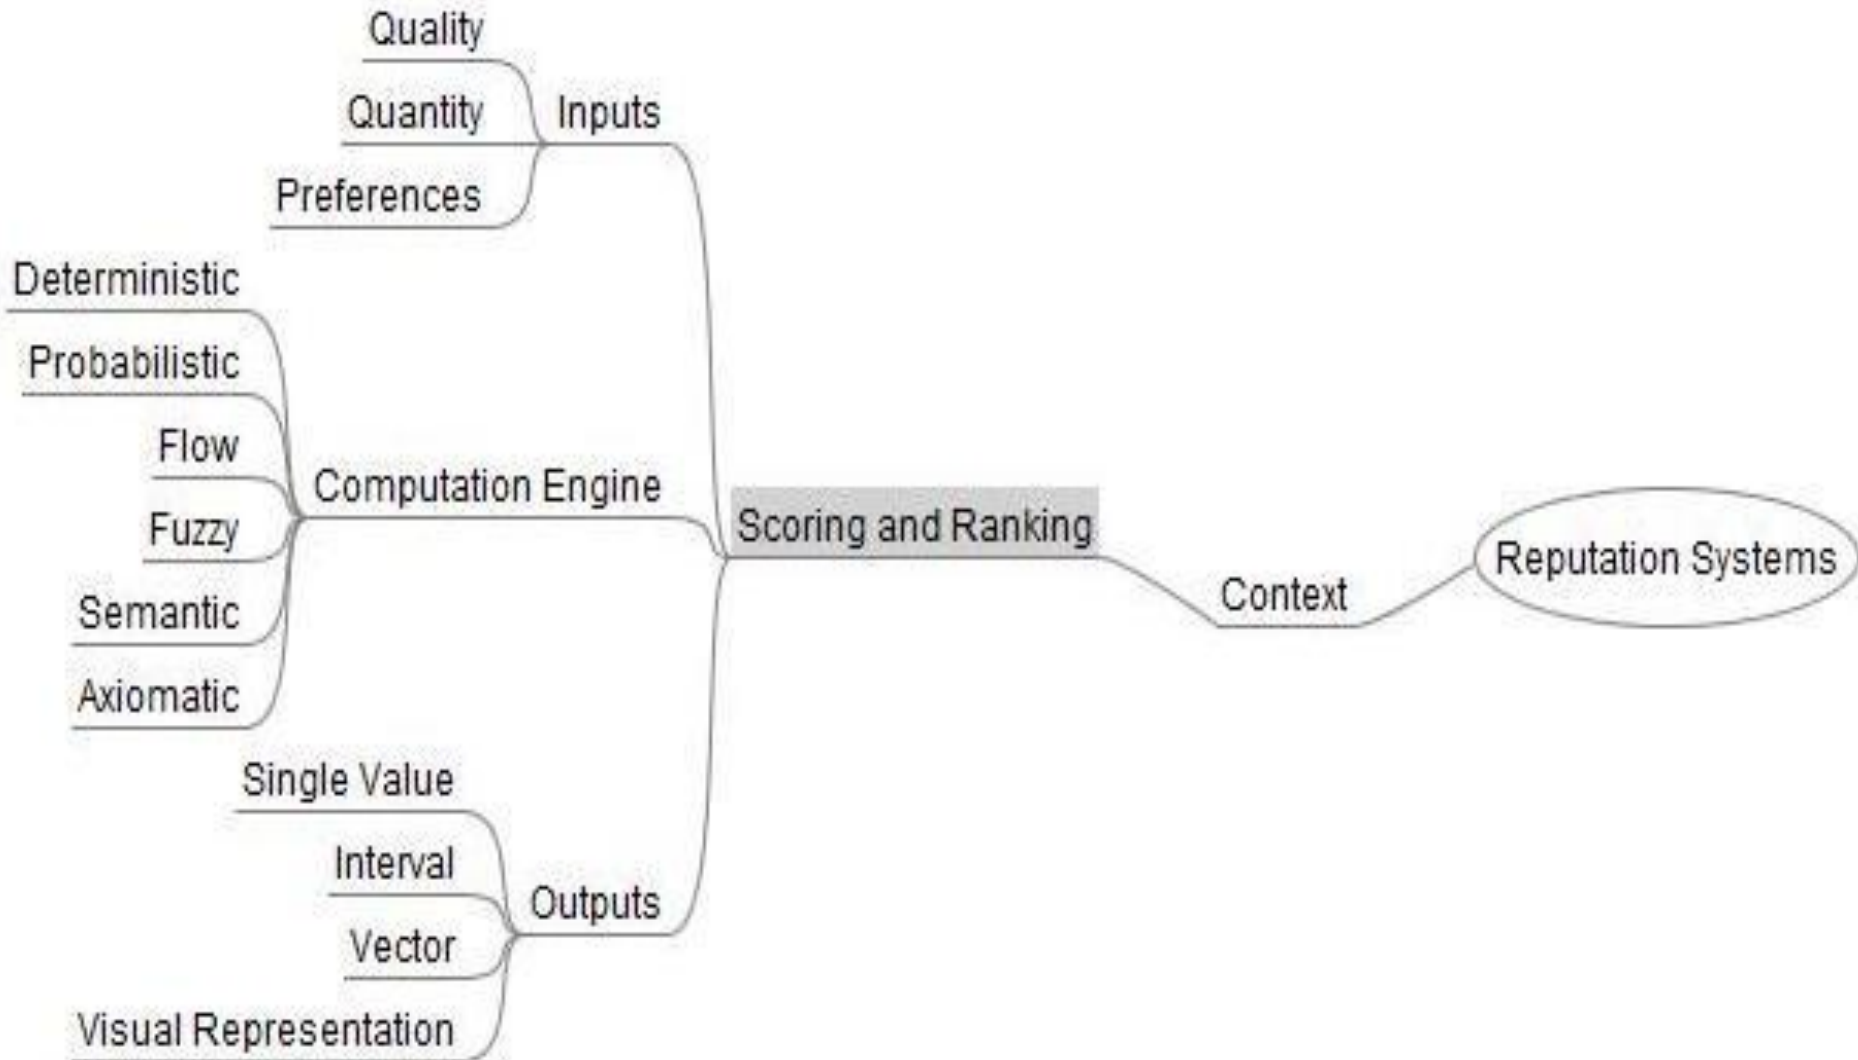 Quality
Quantity
Inputs
Preferences
Deterministic
Probabilistic
Flow
Computation Engine
Fuzzy
Semantic
Axiomatic
Scoring and Ranking
Context
Reputation Systems
Single Value
Interval
Outputs
Vector
Visual Representation